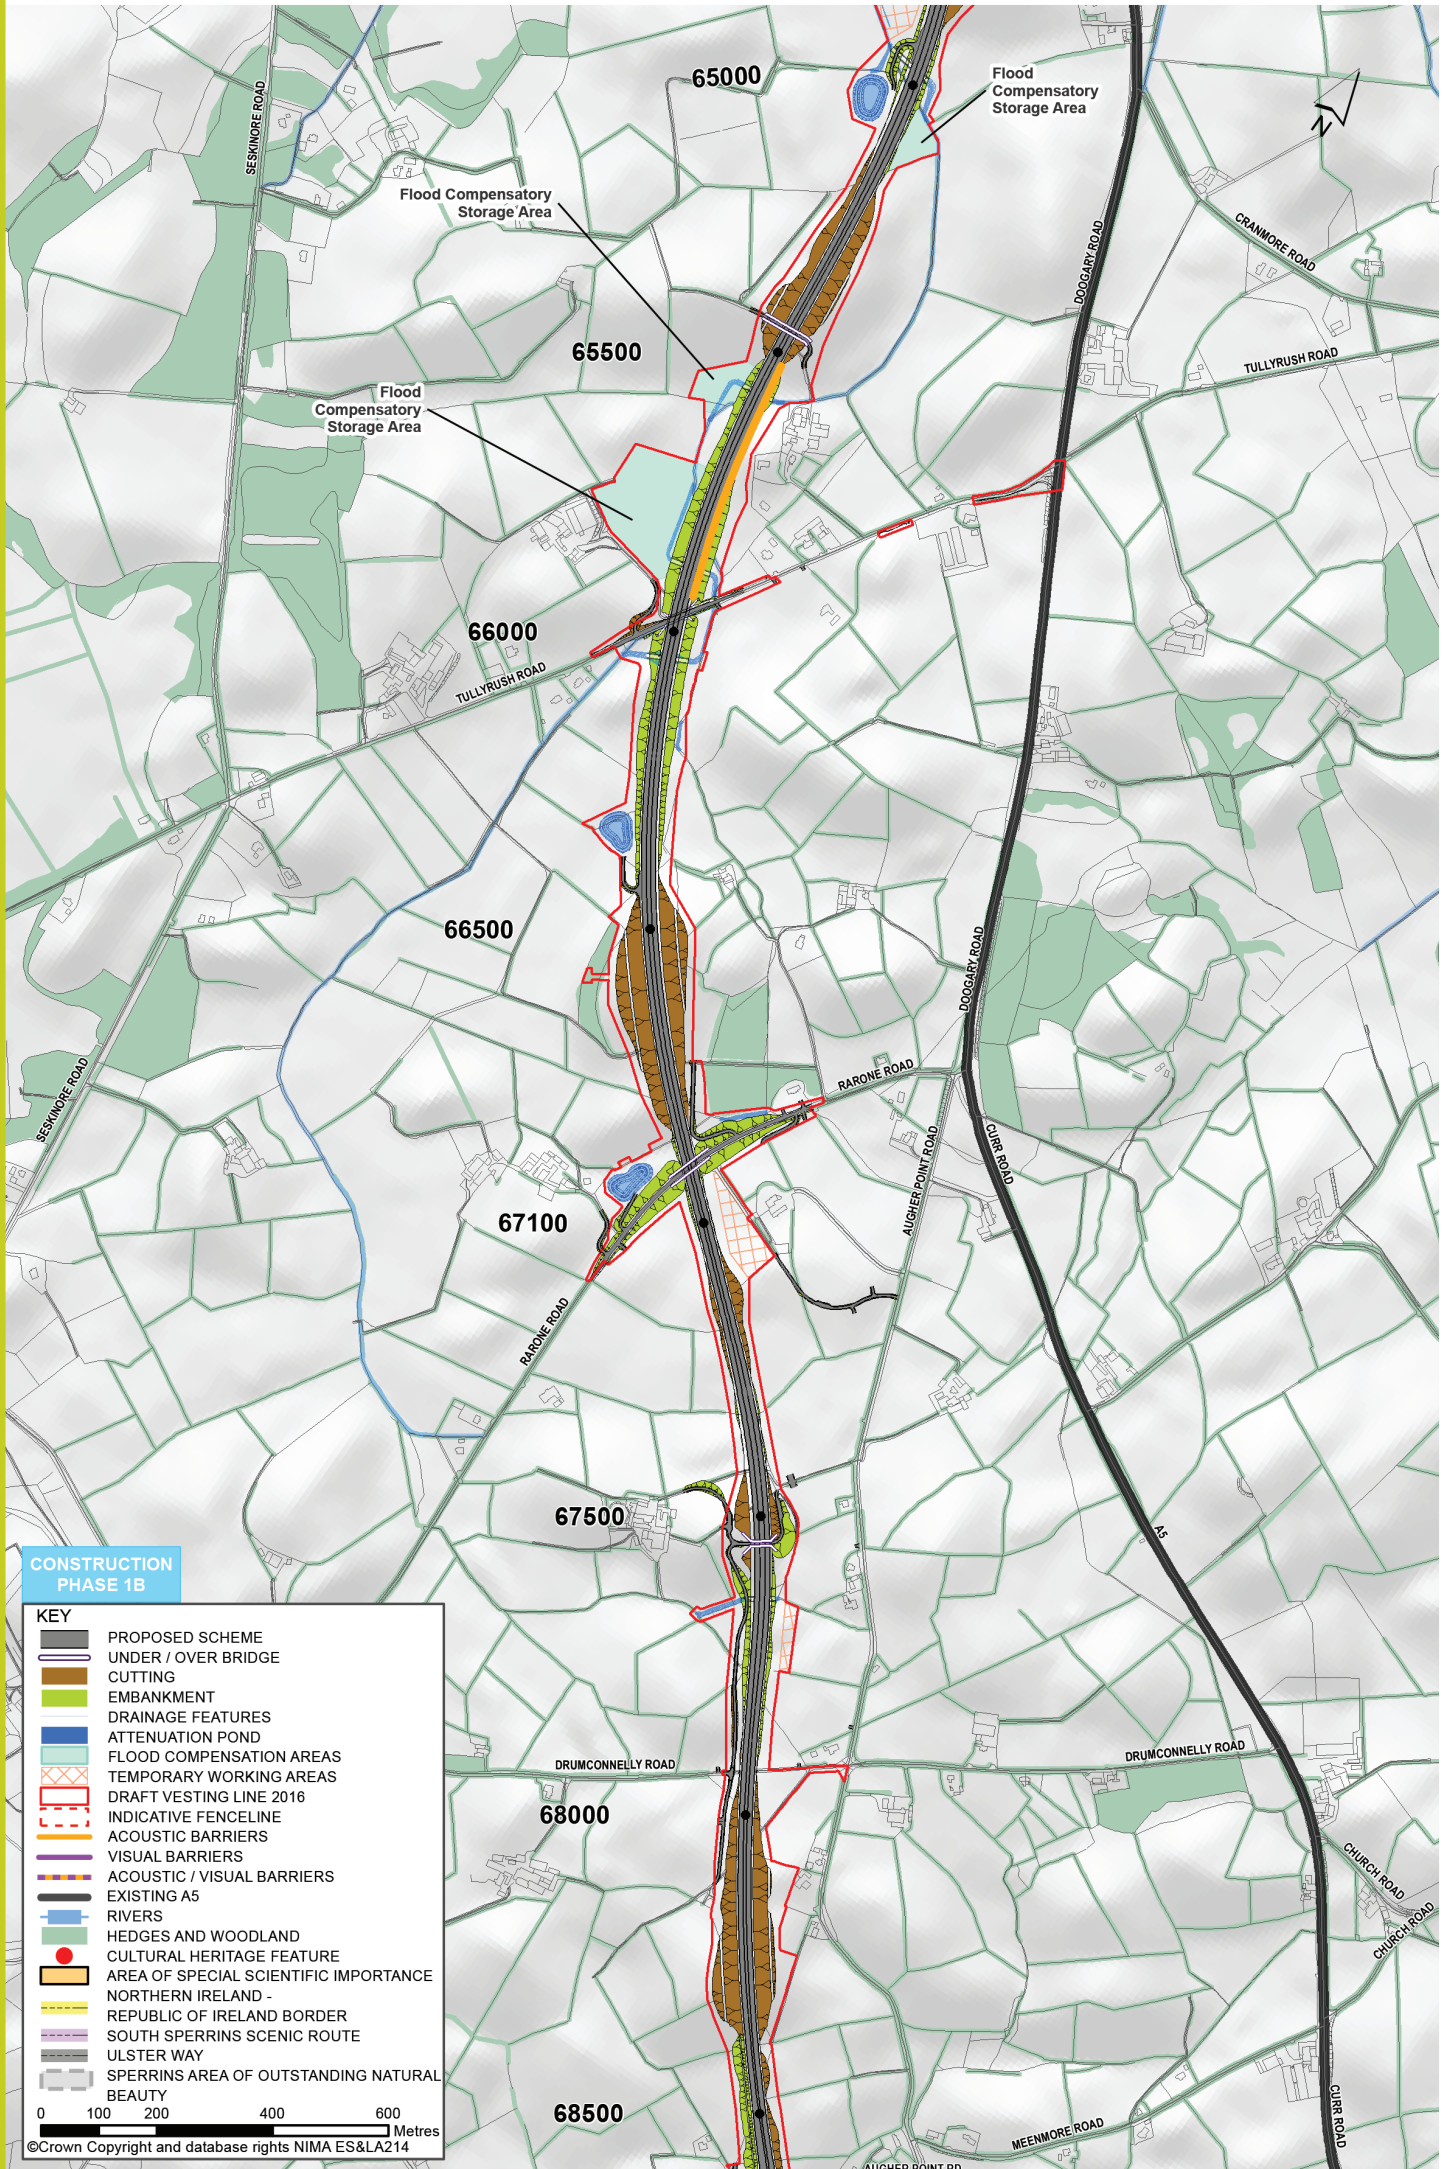 65000
Flood
Compensatory
Storage Area
N
SESKINORE ROAD
Flood Compensatory
Storage Area
CRANMORE ROAD
DOOGARY ROAD
65500
TULLYRUSH ROAD
Flood
Compensatory
Storage Area
66000
TULLYRUSH ROAD
66500
DOOGARY ROAD
SESKINORE ROAD
RARONE ROAD
AUGHER POINT ROAD
CURR ROAD
67100
RARONE ROAD
67500
A5
CONSTRUCTION
PHASE 1B
KEY
PROPOSED SCHEME
UNDER / OVER BRIDGE
CUTTING
EMBANKMENT
DRAINAGE FEATURES
ATTENUATION POND
FLOOD COMPENSATION AREAS
TEMPORARY WORKING AREAS
DRAFT VESTING LINE 2016
INDICATIVE FENCELINE
ACOUSTIC BARRIERS
VISUAL BARRIERS
ACOUSTIC / VISUAL BARRIERS
EXISTING A5
RIVERS
HEDGES AND WOODLAND
CULTURAL HERITAGE FEATURE
AREA OF SPECIAL SCIENTIFIC IMPORTANCE
NORTHERN IRELAND -
REPUBLIC OF IRELAND BORDER
SOUTH SPERRINS SCENIC ROUTE
ULSTER WAY
SPERRINS AREA OF OUTSTANDING NATURAL
BEAUTY
0 100 200 400 600
Metres
©Crown Copyright and database rights NIMA ES&LA214
DRUMCONNELLY ROAD
DRUMCONNELLY ROAD
68000
CHURCH ROAD
CHURCH ROAD
68500
MEENMORE ROAD
CURR ROAD
AUGHER POINT RD